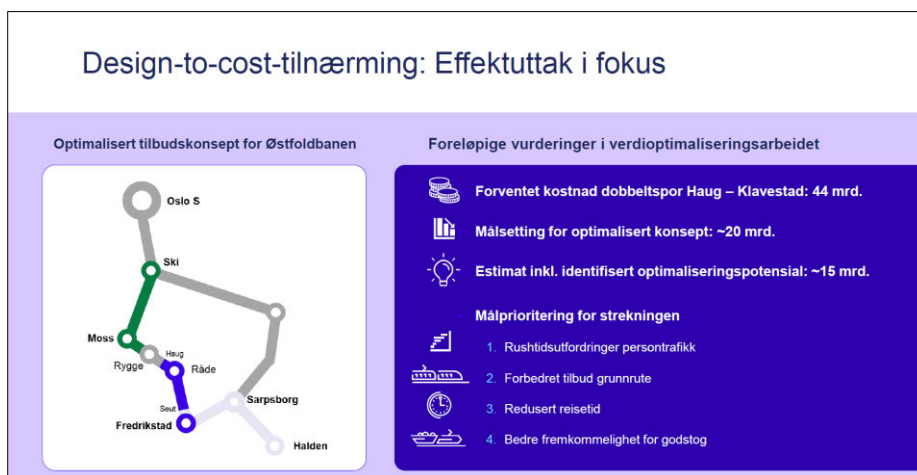 Design-to-cost-tilnærming: Effektuttak i fokus
Optimalisert tilbudskonsept for Østfoldbanen
Oslo S
Ski
Moss
Rygge
Haug
Råde
Seut
Fredrikstad
Sarpsborg
Halden
Foreløpige vurderinger i verdioptimaliseringsarbeidet
Forventet kostnad dobbeltspor Haug – Klavestad: 44 mrd.
Målsetting for optimalisert konsept: ~20 mrd.
Estimat inkl. identifisert optimaliseringspotensial: ~15 mrd.
Målprioritering for strekningen
1. Rushtidsutfordringer persontrafikk
2. Forbedret tilbud grunnrute
3. Redusert reisetid
4. Bedre fremkommelighet for godstog